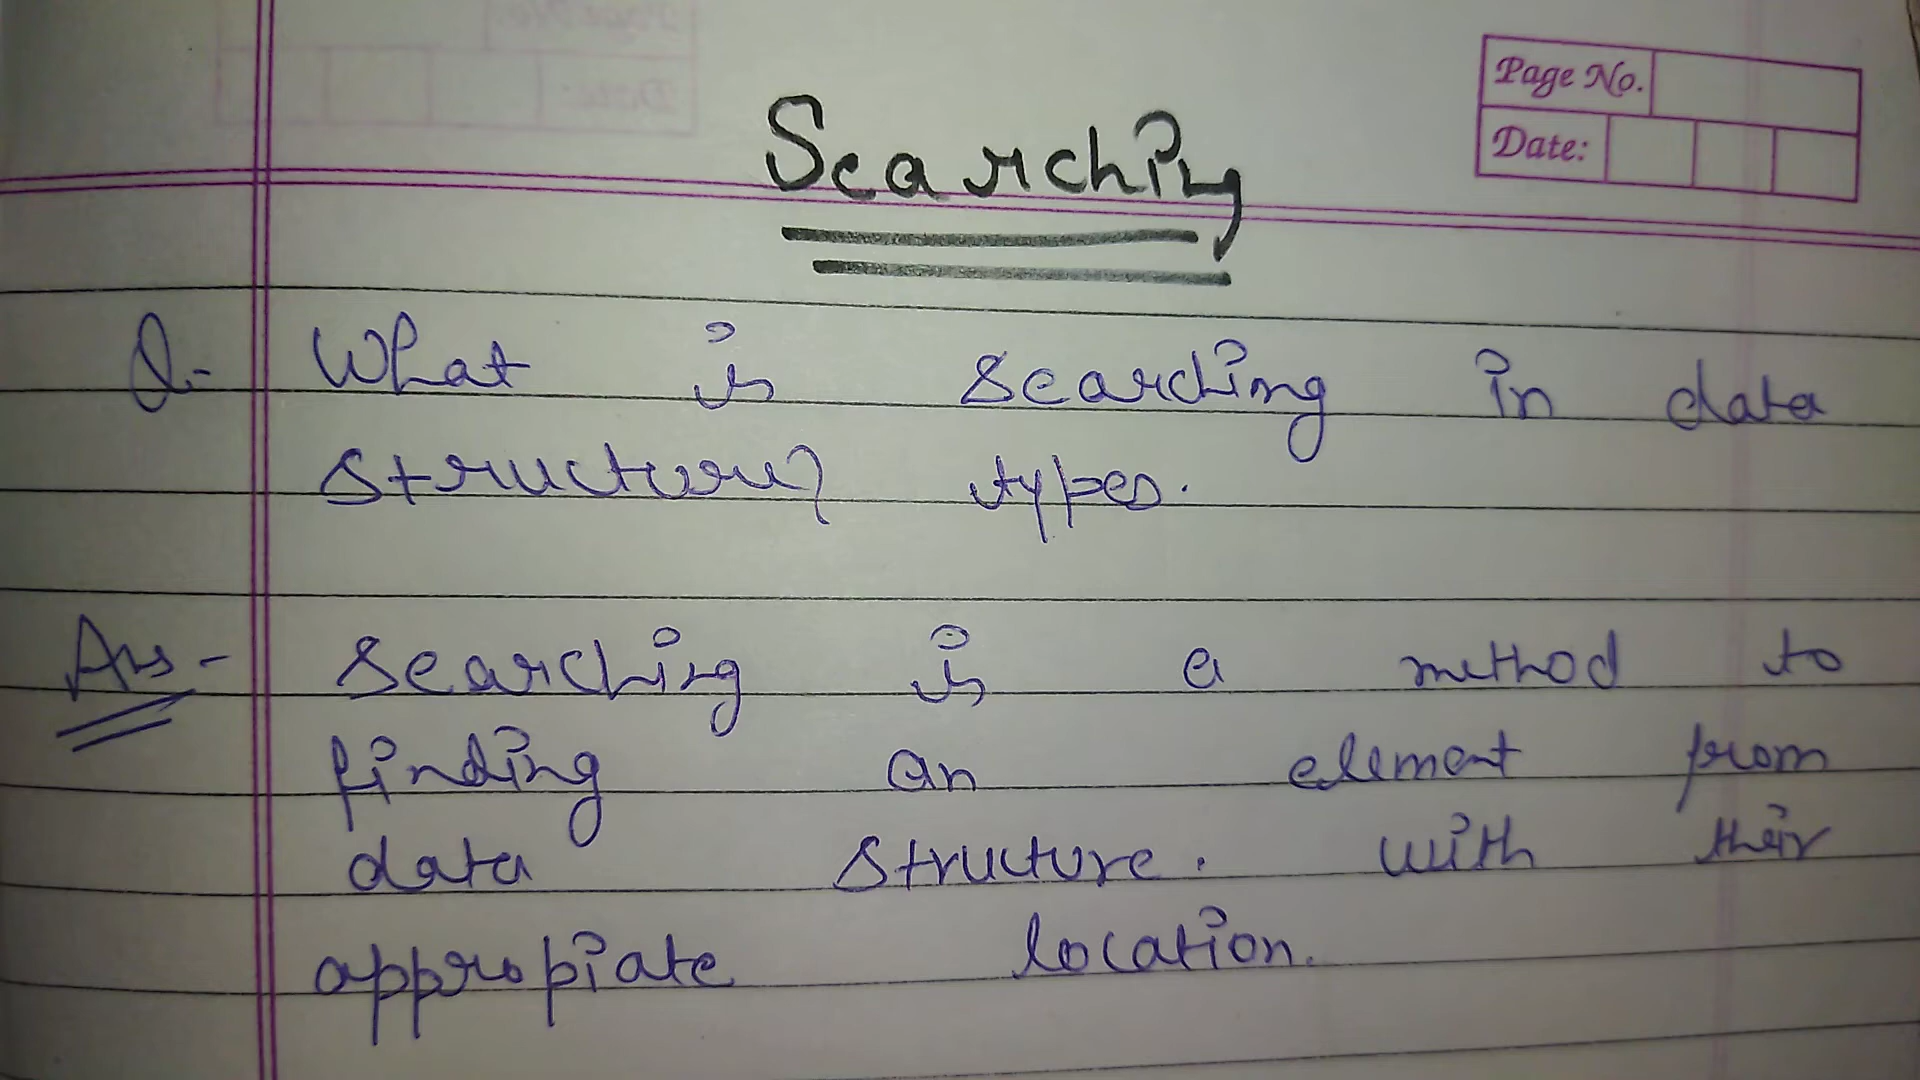 Page No.
Date:
Searching
Q- What is searching in data
structure? types.
Ans- Searching is a method to
finding an element from
data structure. with their
appropiate location.